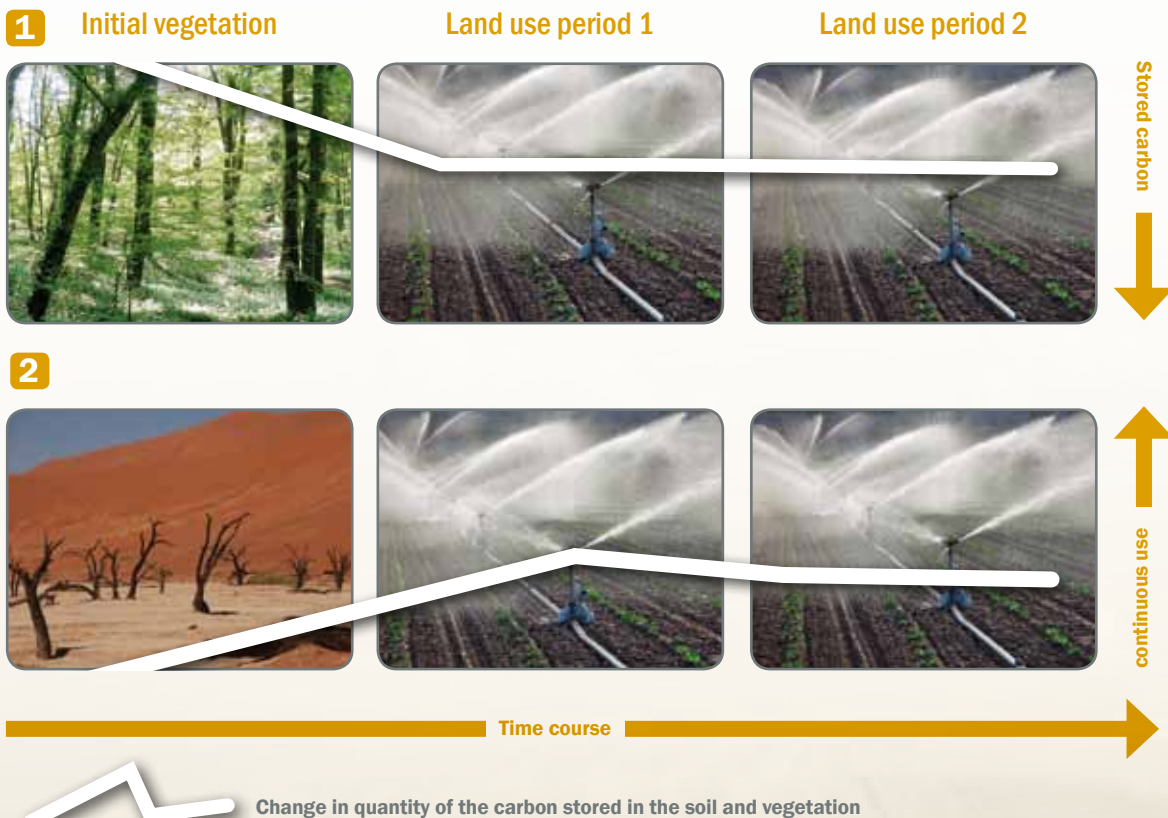 1
Initial vegetation
Land use period 1
Land use period 2
Stored carbon
2
continuous use
Time course
Change in quantity of the carbon stored in the soil and vegetation